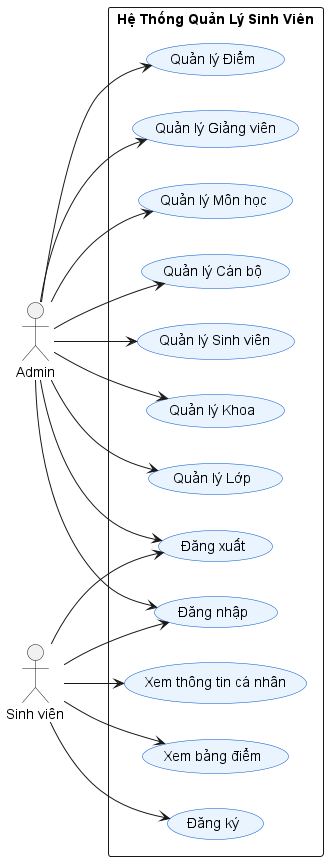 Hệ Thống Quản Lý Sinh Viên
Quản lý Điểm
Quản lý Giảng viên
Quản lý Môn học
Quản lý Cán bộ
Quản lý Sinh viên
Admin
Quản lý Khoa
Quản lý Lớp
Đăng xuất
Đăng nhập
Xem thông tin cá nhân
Sinh viên
Xem bảng điểm
Đăng ký